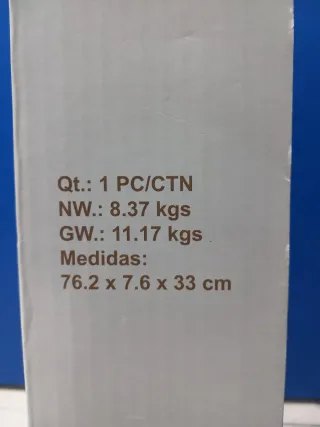 Qt.: 1 PC/CTN
NW.: 8.37 kgs
GW.: 11.17 kgs
Medidas:
76.2 x 7.6 x 33 cm